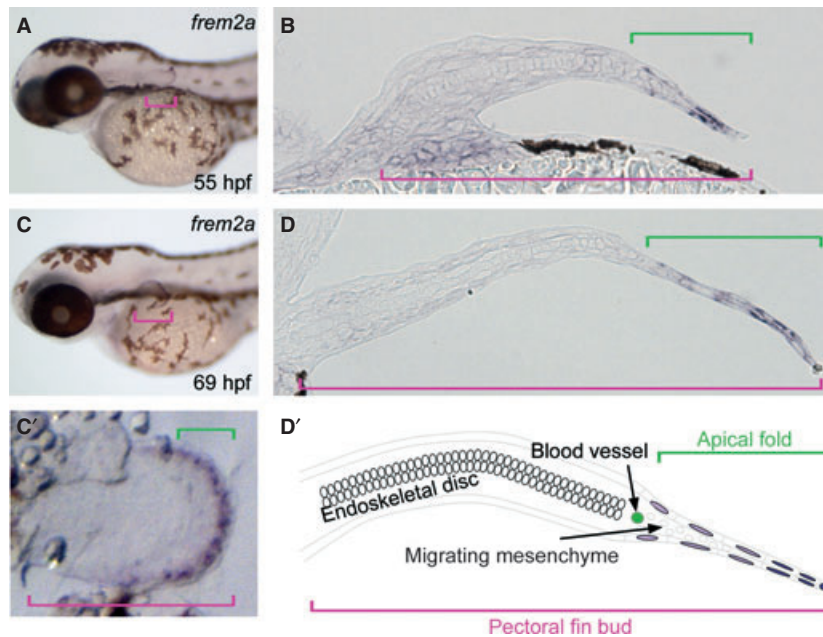 A
frem2a
55 hpf
B
C
frem2a
69 hpf
D
C′
D′
Blood vessel
Apical fold
Endoskeletal disc
Migrating mesenchyme
Pectoral fin bud